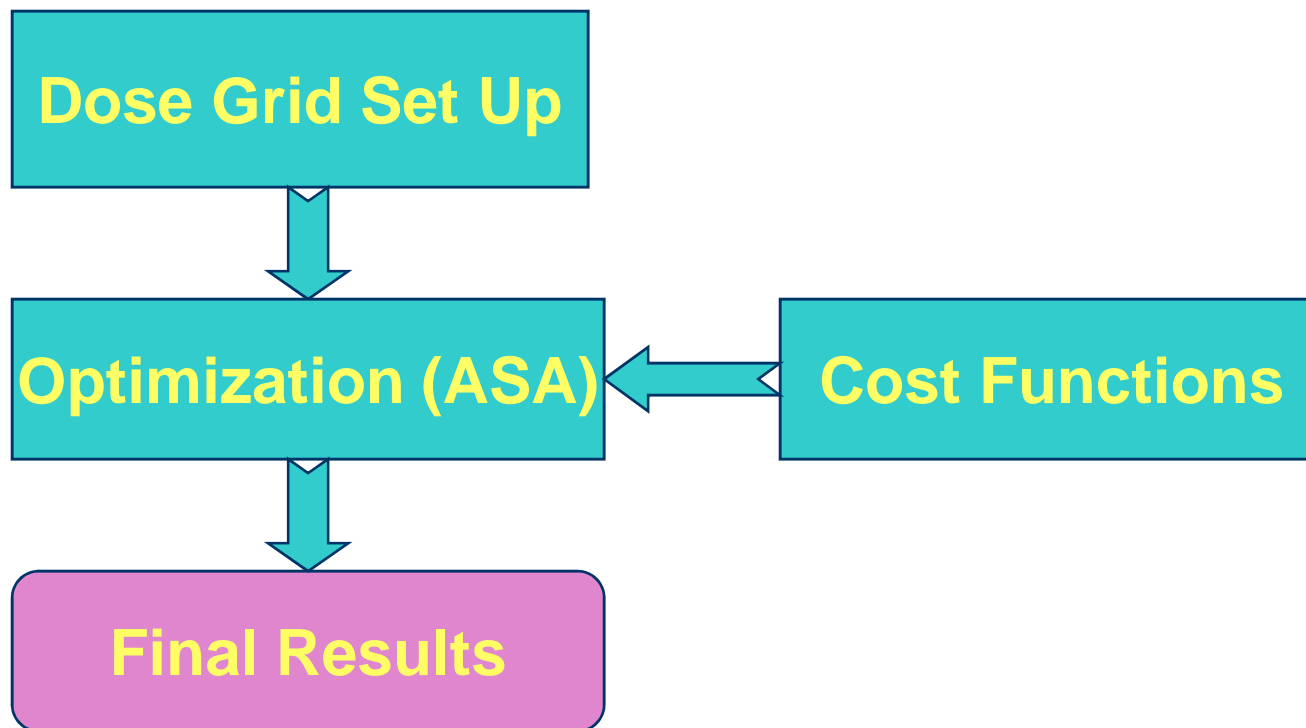 Dose Grid Set Up
Optimization (ASA)
Cost Functions
Final Results